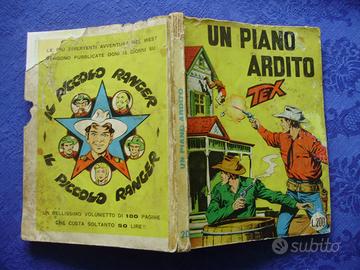 LE PIÙ DIVERTENTI AVVENTURE DEL WEST
VENGONO PUBBLICATE OGNI 15 GIORNI SU
IL PICCOLO RANGER
IL PICCOLO RANGER
UN BELLISSIMO VOLUMETTO DI 100 PAGINE
CHE COSTA SOLTANTO 50 LIRE!!
UN PIANO ARDITO
UN PIANO
ARDITO
TEX
L.200
subito